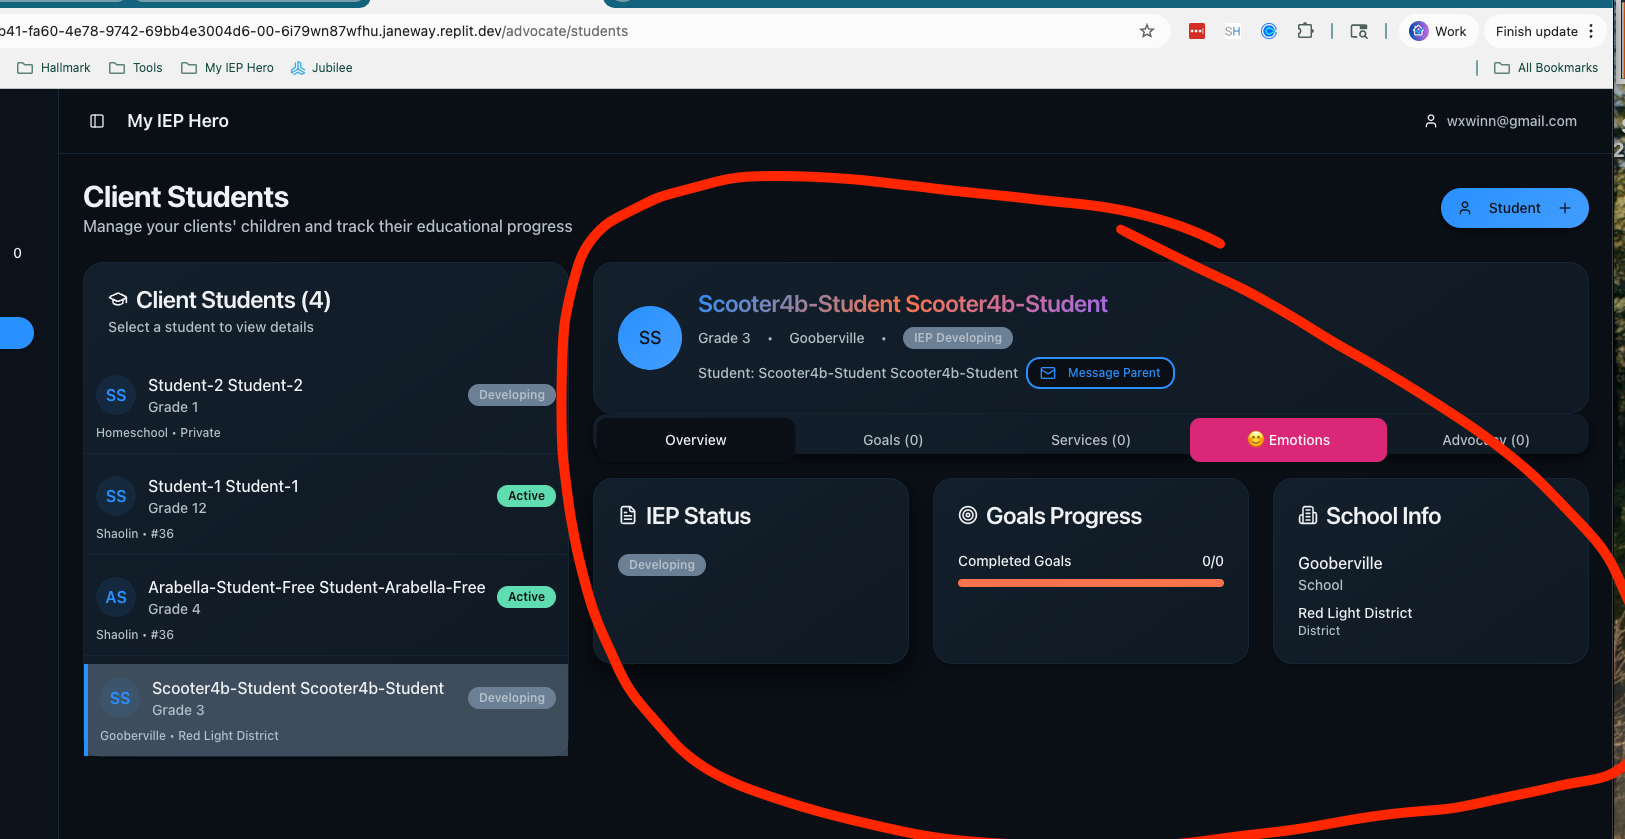 b41-fa60-4e78-9742-69bb4e3004d6-00-6i79wn87wfhu.janeway.replit.dev/advocate/students
SH
Work
Finish update
Hallmark
Tools
My IEP Hero
Jubilee
All Bookmarks
My IEP Hero
wxwinn@gmail.com
Client Students
Manage your clients' children and track their educational progress
Student +
0
Client Students (4)
Select a student to view details
SS
Student-2 Student-2
Grade 1
Developing
Homeschool • Private
SS
Student-1 Student-1
Grade 12
Active
Shaolin • #36
AS
Arabella-Student-Free Student-Arabella-Free
Grade 4
Active
Shaolin • #36
SS
Scooter4b-Student Scooter4b-Student
Grade 3
Developing
Gooberville • Red Light District
SS
Scooter4b-Student Scooter4b-Student
Grade 3 • Gooberville • IEP Developing
Student: Scooter4b-Student Scooter4b-Student
Message Parent
Overview
Goals (0)
Services (0)
😊 Emotions
Advocacy (0)
IEP Status
Developing
Goals Progress
Completed Goals 0/0
School Info
Gooberville
School
Red Light District
District